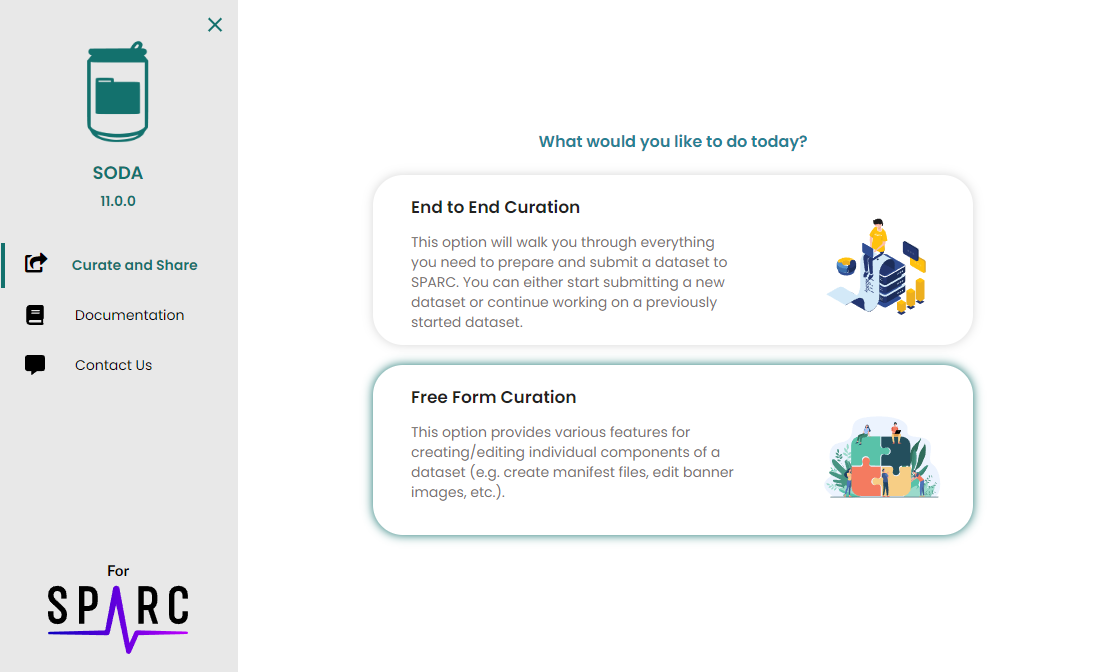 SODA
11.0.0
Curate and Share
Documentation
Contact Us
For
SPARC
What would you like to do today?
End to End Curation
This option will walk you through everything
you need to prepare and submit a dataset to
SPARC. You can either start submitting a new
dataset or continue working on a previously
started dataset.
Free Form Curation
This option provides various features for
creating/editing individual components of a
dataset (e.g. create manifest files, edit banner
images, etc.).